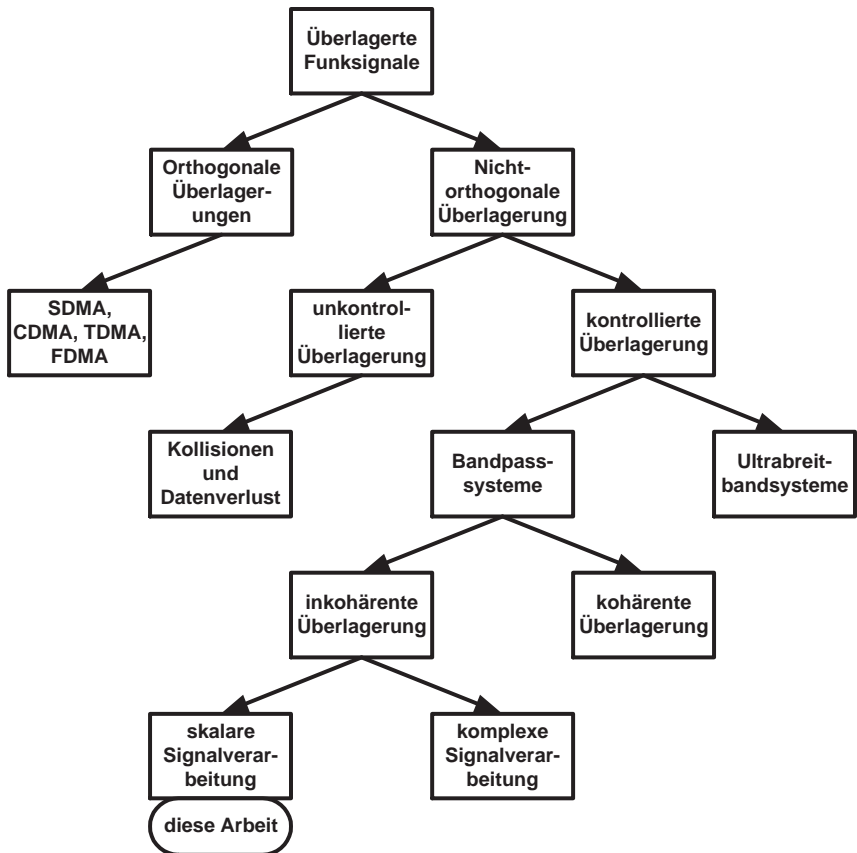 Überlagerte
Funksignale
Orthogonale
Überlager-
ungen
Nicht-
orthogonale
Überlagerung
SDMA,
CDMA, TDMA,
FDMA
unkontrol-
lierte
Überlagerung
kontrollierte
Überlagerung
Kollisionen
und
Datenverlust
Bandpass-
systeme
Ultrabreit-
bandsysteme
inkohärente
Überlagerung
kohärente
Überlagerung
skalare
Signalverar-
beitung
komplexe
Signalverar-
beitung
diese Arbeit